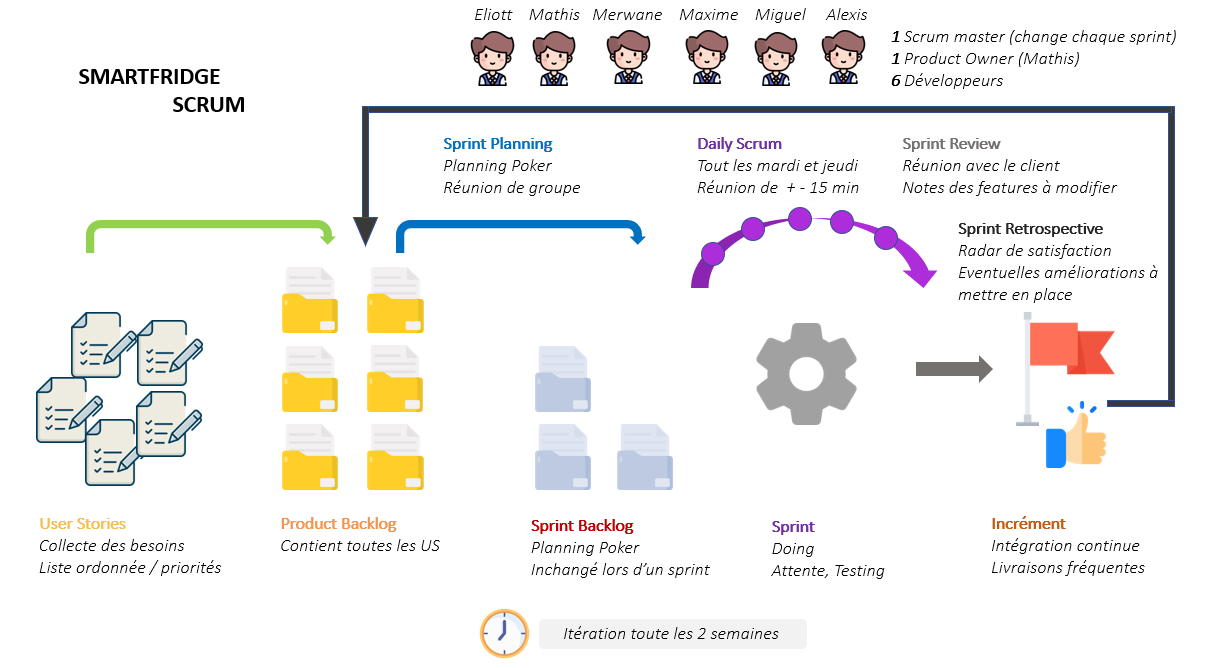 Eliott Mathis Merwane Maxime Miguel Alexis
1 Scrum master (change chaque sprint)
1 Product Owner (Mathis)
6 Développeurs
SMARTFRIDGE
SCRUM
Sprint Planning
Planning Poker
Réunion de groupe
Daily Scrum
Tout les mardi et jeudi
Réunion de + - 15 min
Sprint Review
Réunion avec le client
Notes des features à modifier
Sprint Retrospective
Radar de satisfaction
Eventuelles améliorations à
mettre en place
User Stories
Collecte des besoins
Liste ordonnée / priorités
Product Backlog
Contient toutes les US
Sprint Backlog
Planning Poker
Inchangé lors d’un sprint
Sprint
Doing
Attente, Testing
Incrément
Intégration continue
Livraisons fréquentes
Itération toute les 2 semaines